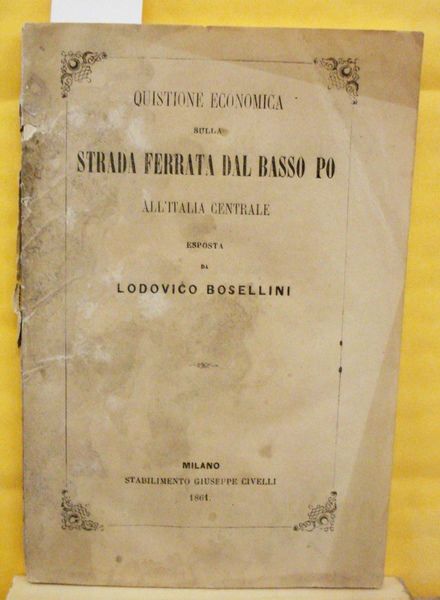 QUISTIONE ECONOMICA
SULLA
STRADA FERRATA DAL BASSO PO
ALL'ITALIA CENTRALE
ESPOSTA
DA
LODOVICO BOSELLINI
MILANO
STABILIMENTO GIUSEPPE CIVELLI
1861.